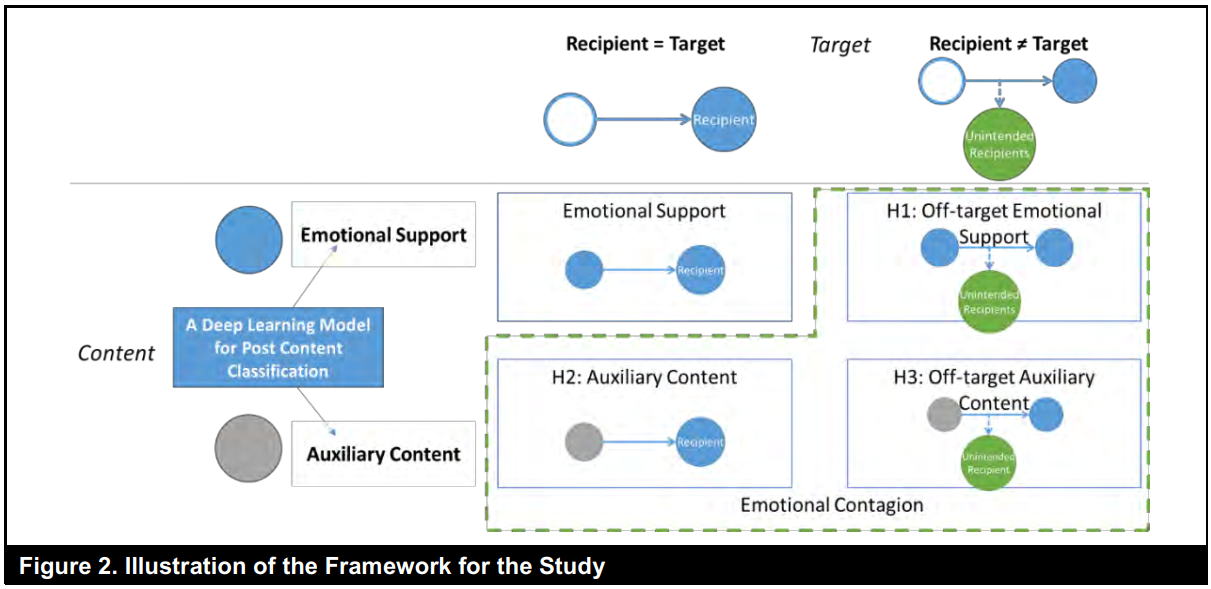 Recipient = Target
Target
Recipient ≠ Target
Recipient
Unintended
Recipients
Emotional Support
A Deep Learning Model
for Post Content
Classification
Content
Auxiliary Content
Emotional Support
Recipient
H1: Off-target Emotional
Support
Unintended
Recipients
H2: Auxiliary Content
Recipient
H3: Off-target Auxiliary
Content
Unintended
Recipient
Emotional Contagion
Figure 2. Illustration of the Framework for the Study